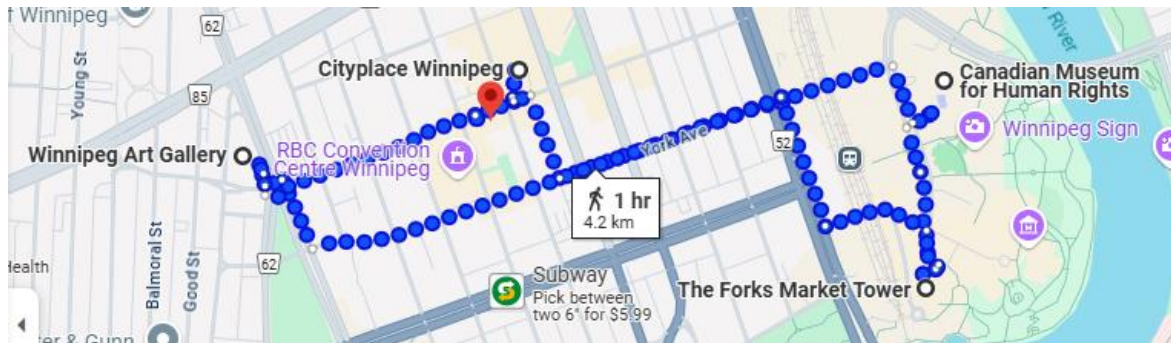 f Winnipeg
62
River
Young St
Cityplace Winnipeg
Canadian Museum
for Human Rights
85
Winnipeg Sign
York Ave
52
Winnipeg Art Gallery
RBC Convention
Centre Winnipeg
1 hr
4.2 km
Balmoral St
Good St
ealth
62
Subway
Pick between
two 6" for $5.99
The Forks Market Tower
er & Gunn